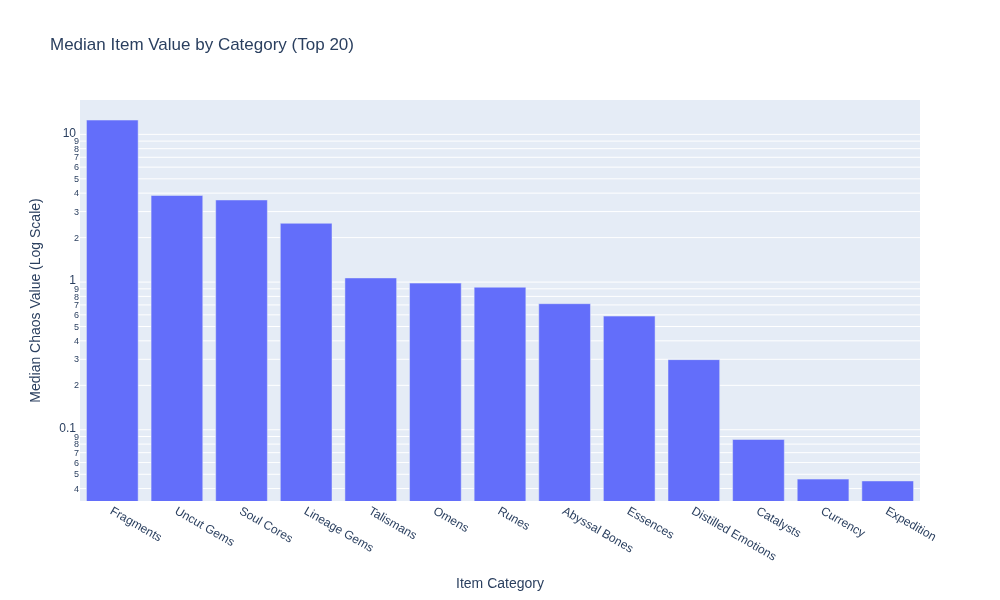 Median Item Value by Category (Top 20)
Median Chaos Value (Log Scale)
10
9
8
7
6
5
4
3
2
1
9
8
7
6
5
4
3
2
0.1
9
8
7
6
5
4
Fragments
Uncut Gems
Soul Cores
Lineage Gems
Talismans
Omens
Runes
Abyssal Bones
Essences
Distilled Emotions
Catalysts
Currency
Expedition
Item Category